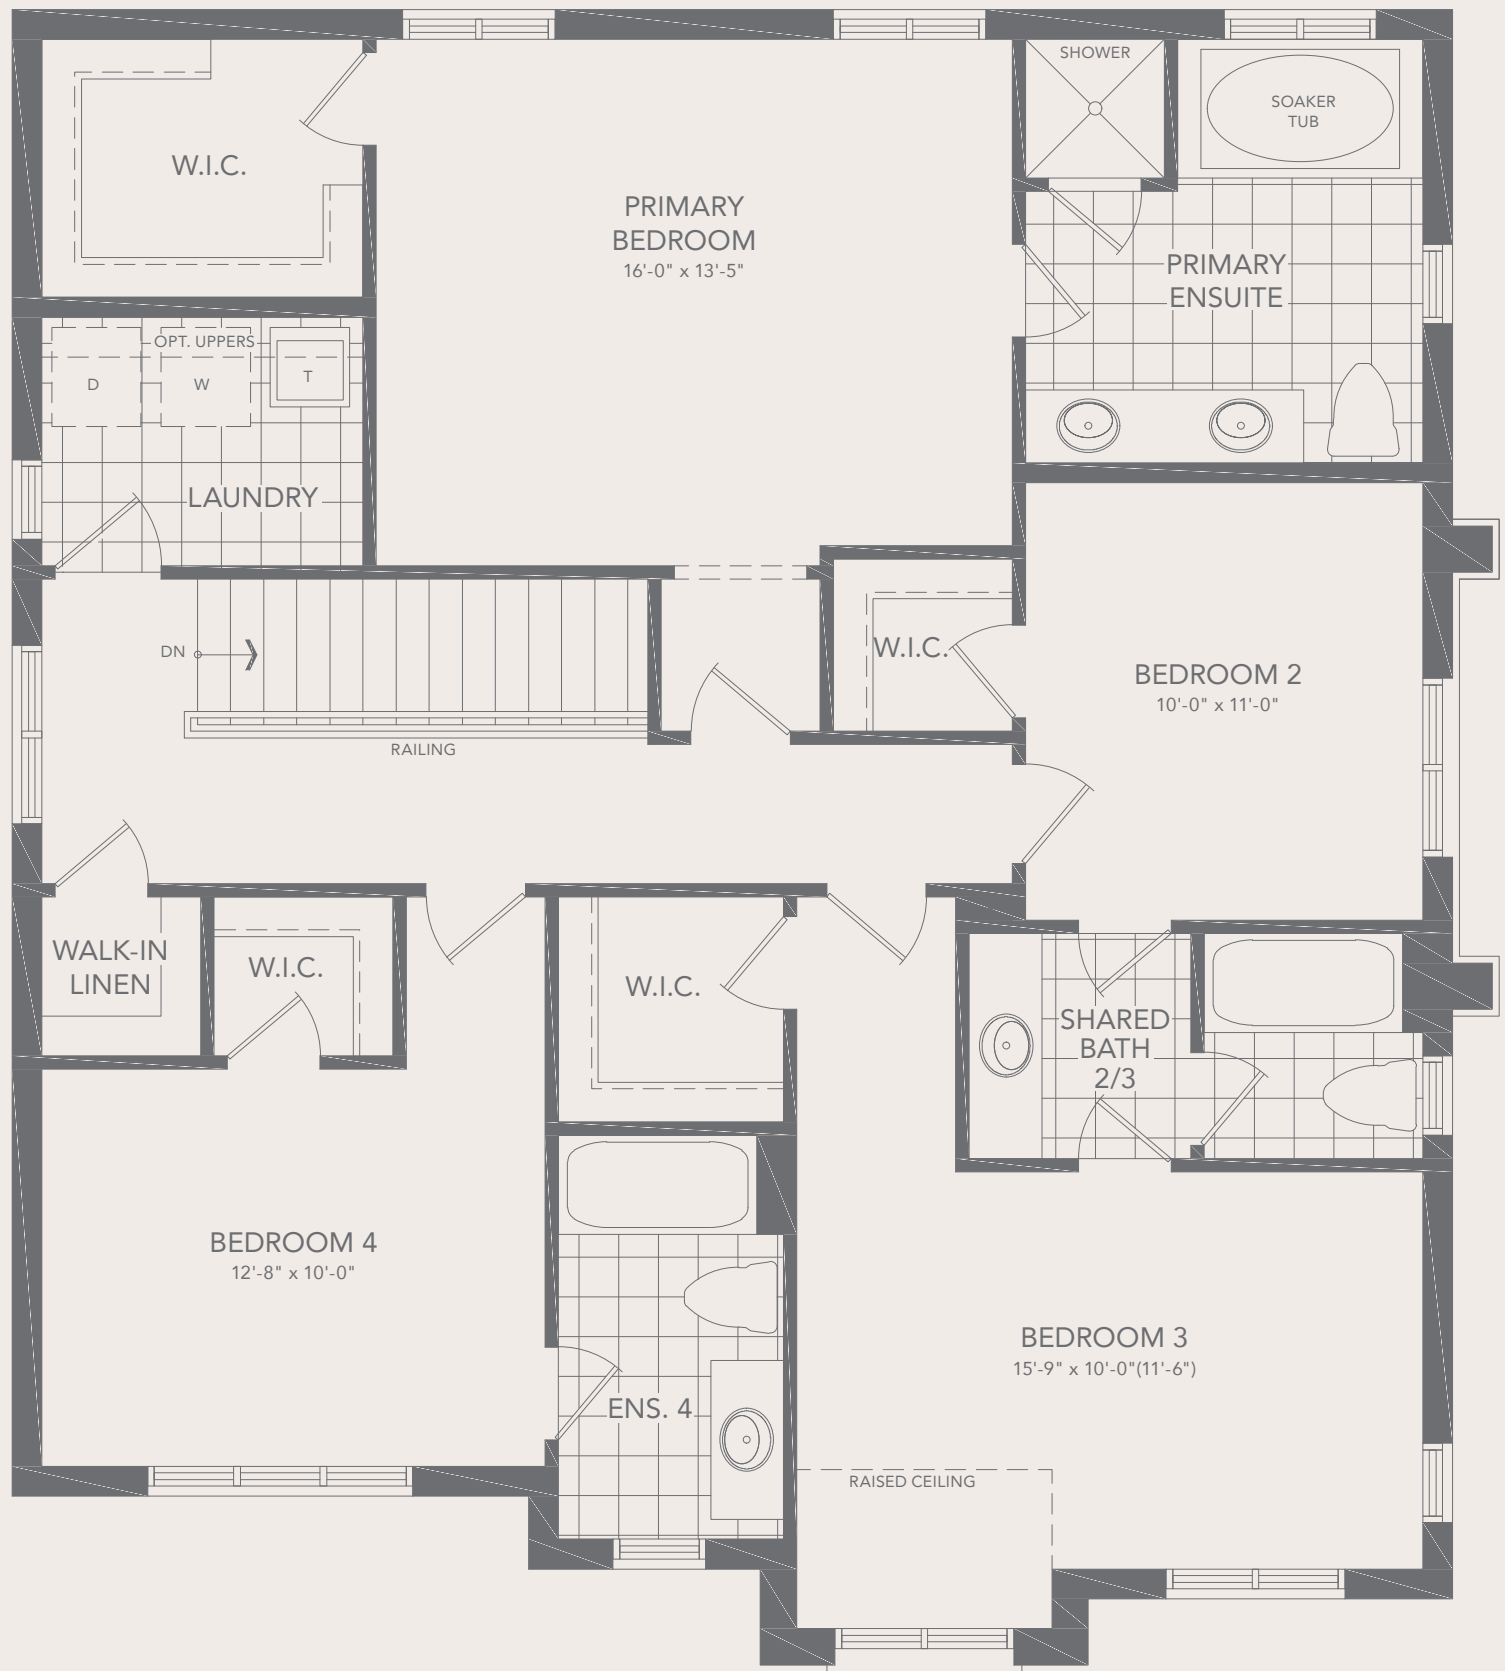 SHOWER
SOAKER
TUB
W.I.C.
PRIMARY
BEDROOM
16'-0" x 13'-5"
PRIMARY
ENSUITE
OPT. UPPERS
D
W
T
LAUNDRY
DN
RAILING
W.I.C.
BEDROOM 2
10'-0" x 11'-0"
WALK-IN
LINEN
W.I.C.
W.I.C.
SHARED
BATH
2/3
BEDROOM 4
12'-8" x 10'-0"
BEDROOM 3
15'-9" x 10'-0"(11'-6")
ENS. 4
RAISED CEILING